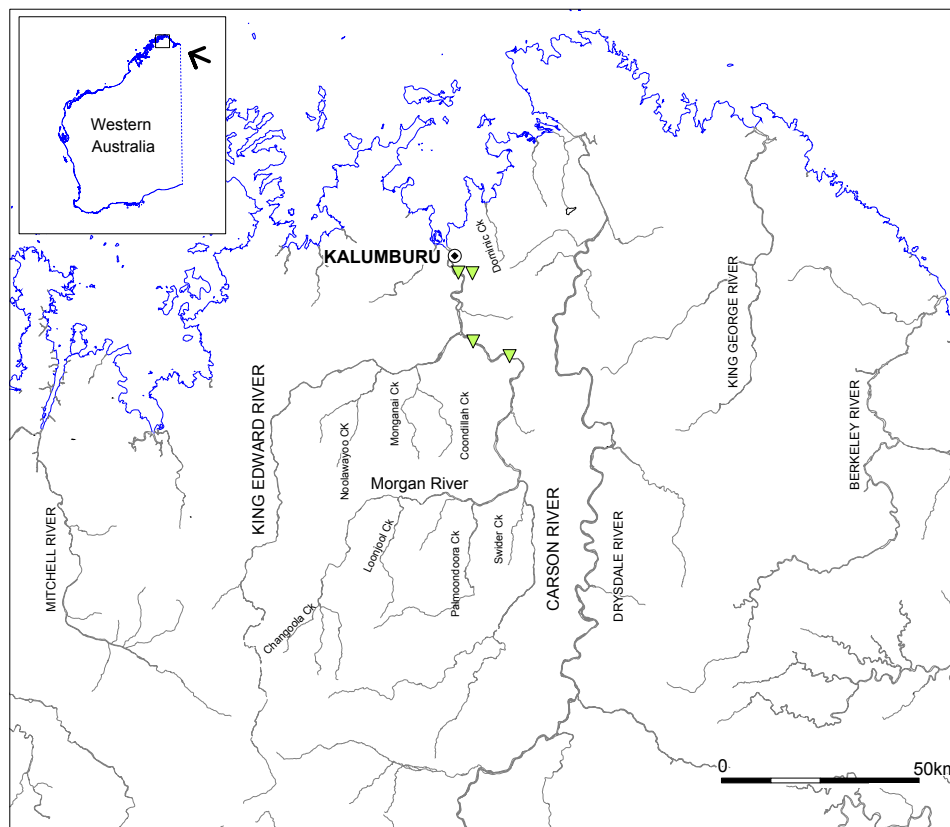 Western
Australia
KALUMBURU
Dominic Ck
KING GEORGE RIVER
KING EDWARD RIVER
Noolawayoo Ck
Monganai Ck
Coondillah Ck
BERKELEY RIVER
Morgan River
MITCHELL RIVER
Loonjool Ck
Palmoondoora Ck
Swider Ck
CARSON RIVER
DRYSDALE RIVER
Changoola Ck
0
50km